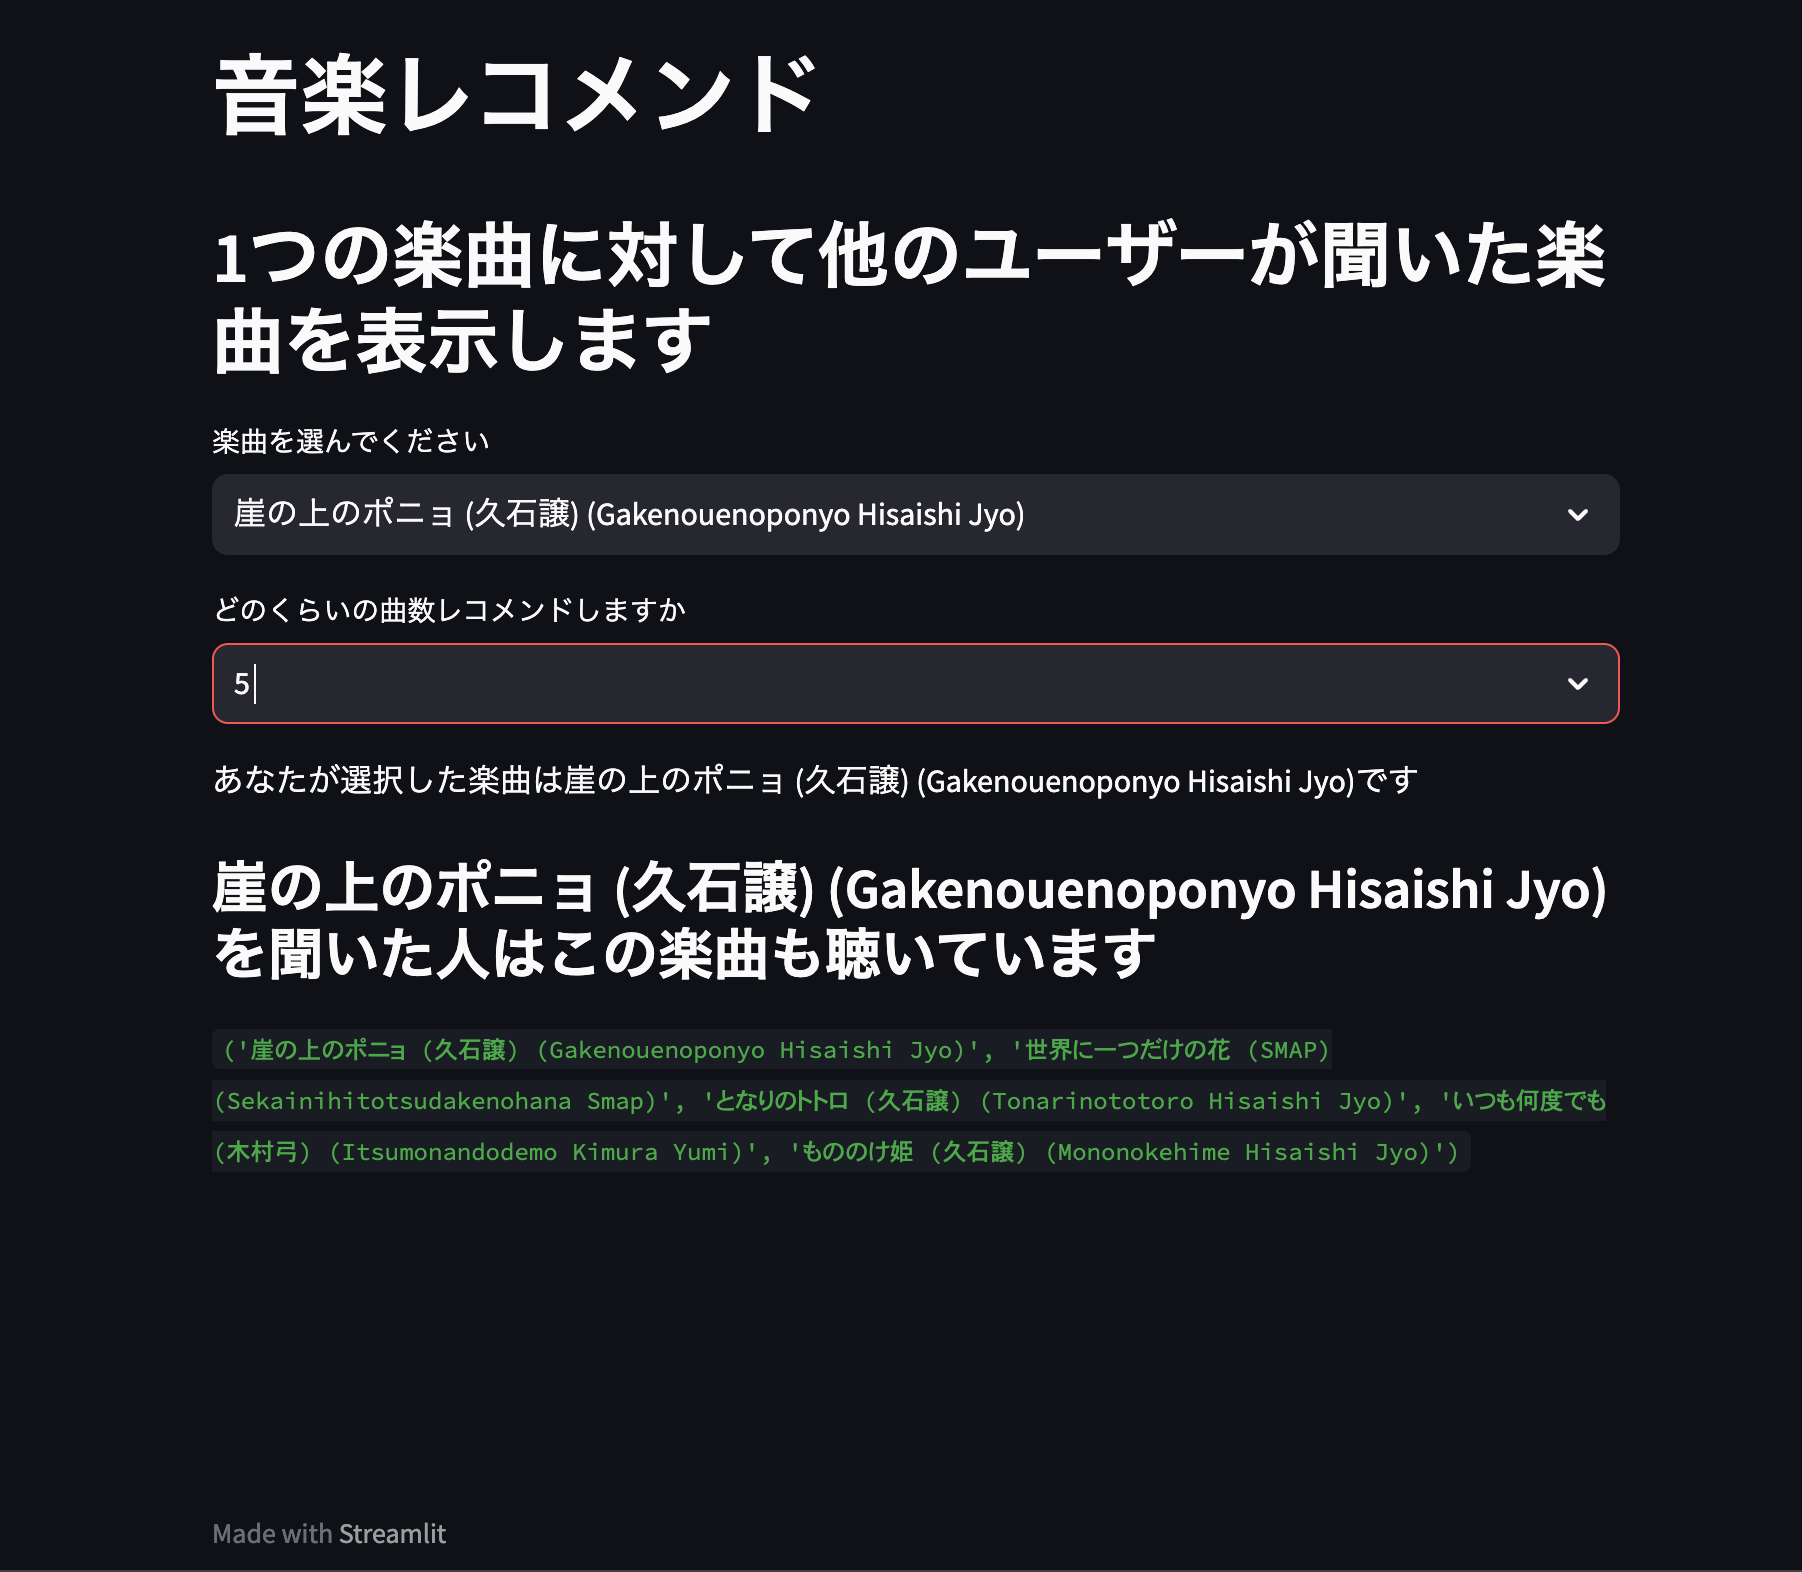 音楽レコメンド
1つの楽曲に対して他のユーザーが聞いた楽
曲を表示します
楽曲を選んでください
崖の上のポニョ (久石譲) (Gakenouenoponyo Hisaishi Jyo)
どのくらいの曲数レコメンドしますか
5
あなたが選択した楽曲は崖の上のポニョ (久石譲) (Gakenouenoponyo Hisaishi Jyo)です
崖の上のポニョ (久石譲) (Gakenouenoponyo Hisaishi Jyo)
を聞いた人はこの楽曲も聴いています
('崖の上のポニョ (久石譲) (Gakenouenoponyo Hisaishi Jyo)', '世界に一つだけの花 (SMAP)
(Sekainihitotsudakenohana Smap)', 'となりのトトロ (久石譲) (Tonarinototoro Hisaishi Jyo)', 'いつも何度でも
(木村弓) (Itsumonandodemo Kimura Yumi)', 'もののけ姫 (久石譲) (Mononokehime Hisaishi Jyo)')
Made with Streamlit